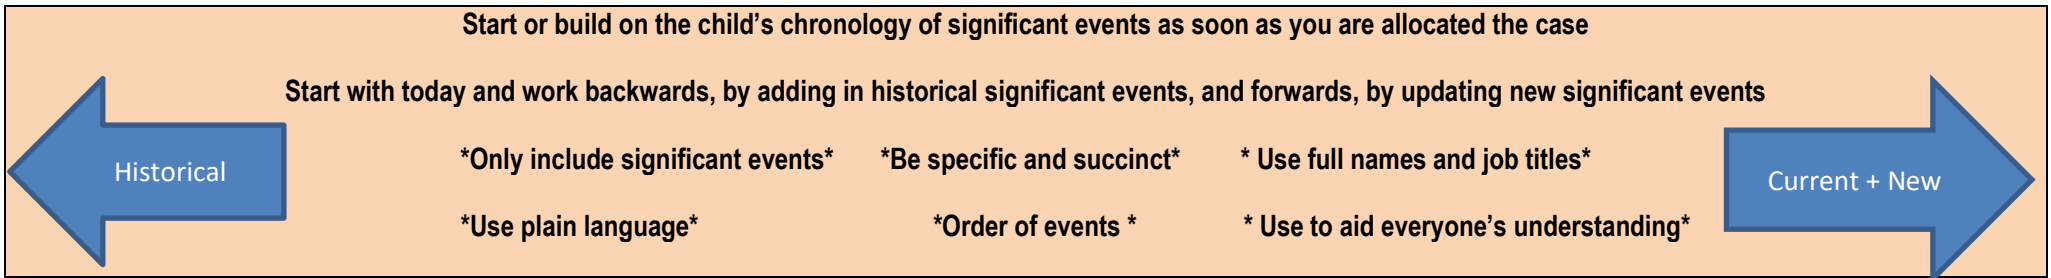 Start or build on the child’s chronology of significant events as soon as you are allocated the case
Start with today and work backwards, by adding in historical significant events, and forwards, by updating new significant events
*Only include significant events* *Be specific and succinct* * Use full names and job titles*
Historical
Current + New
*Use plain language* *Order of events * * Use to aid everyone’s understanding*